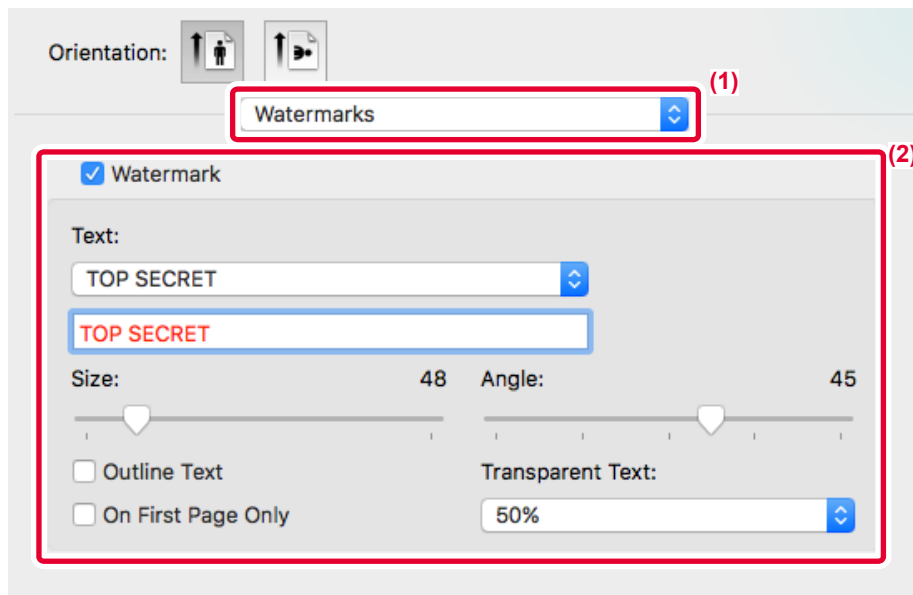 Orientation:
(1)
Watermarks
(2)
Watermark
Text:
TOP SECRET
TOP SECRET
Size: 48 Angle: 45
Outline Text Transparent Text:
On First Page Only 50%